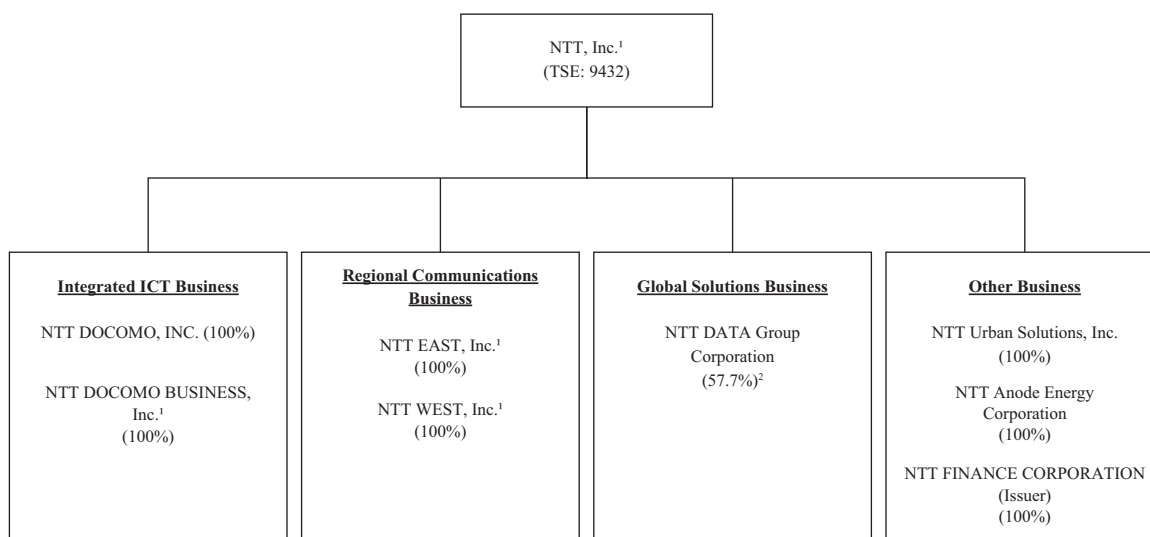 NTT, Inc.¹
(TSE: 9432)
Integrated ICT Business
NTT DOCOMO, INC. (100%)
NTT DOCOMO BUSINESS,
Inc.¹
(100%)
Regional Communications
Business
NTT EAST, Inc.¹
(100%)
NTT WEST, Inc.¹
(100%)
Global Solutions Business
NTT DATA Group
Corporation
(57.7%)²
Other Business
NTT Urban Solutions, Inc.
(100%)
NTT Anode Energy
Corporation
(100%)
NTT FINANCE CORPORATION
(Issuer)
(100%)